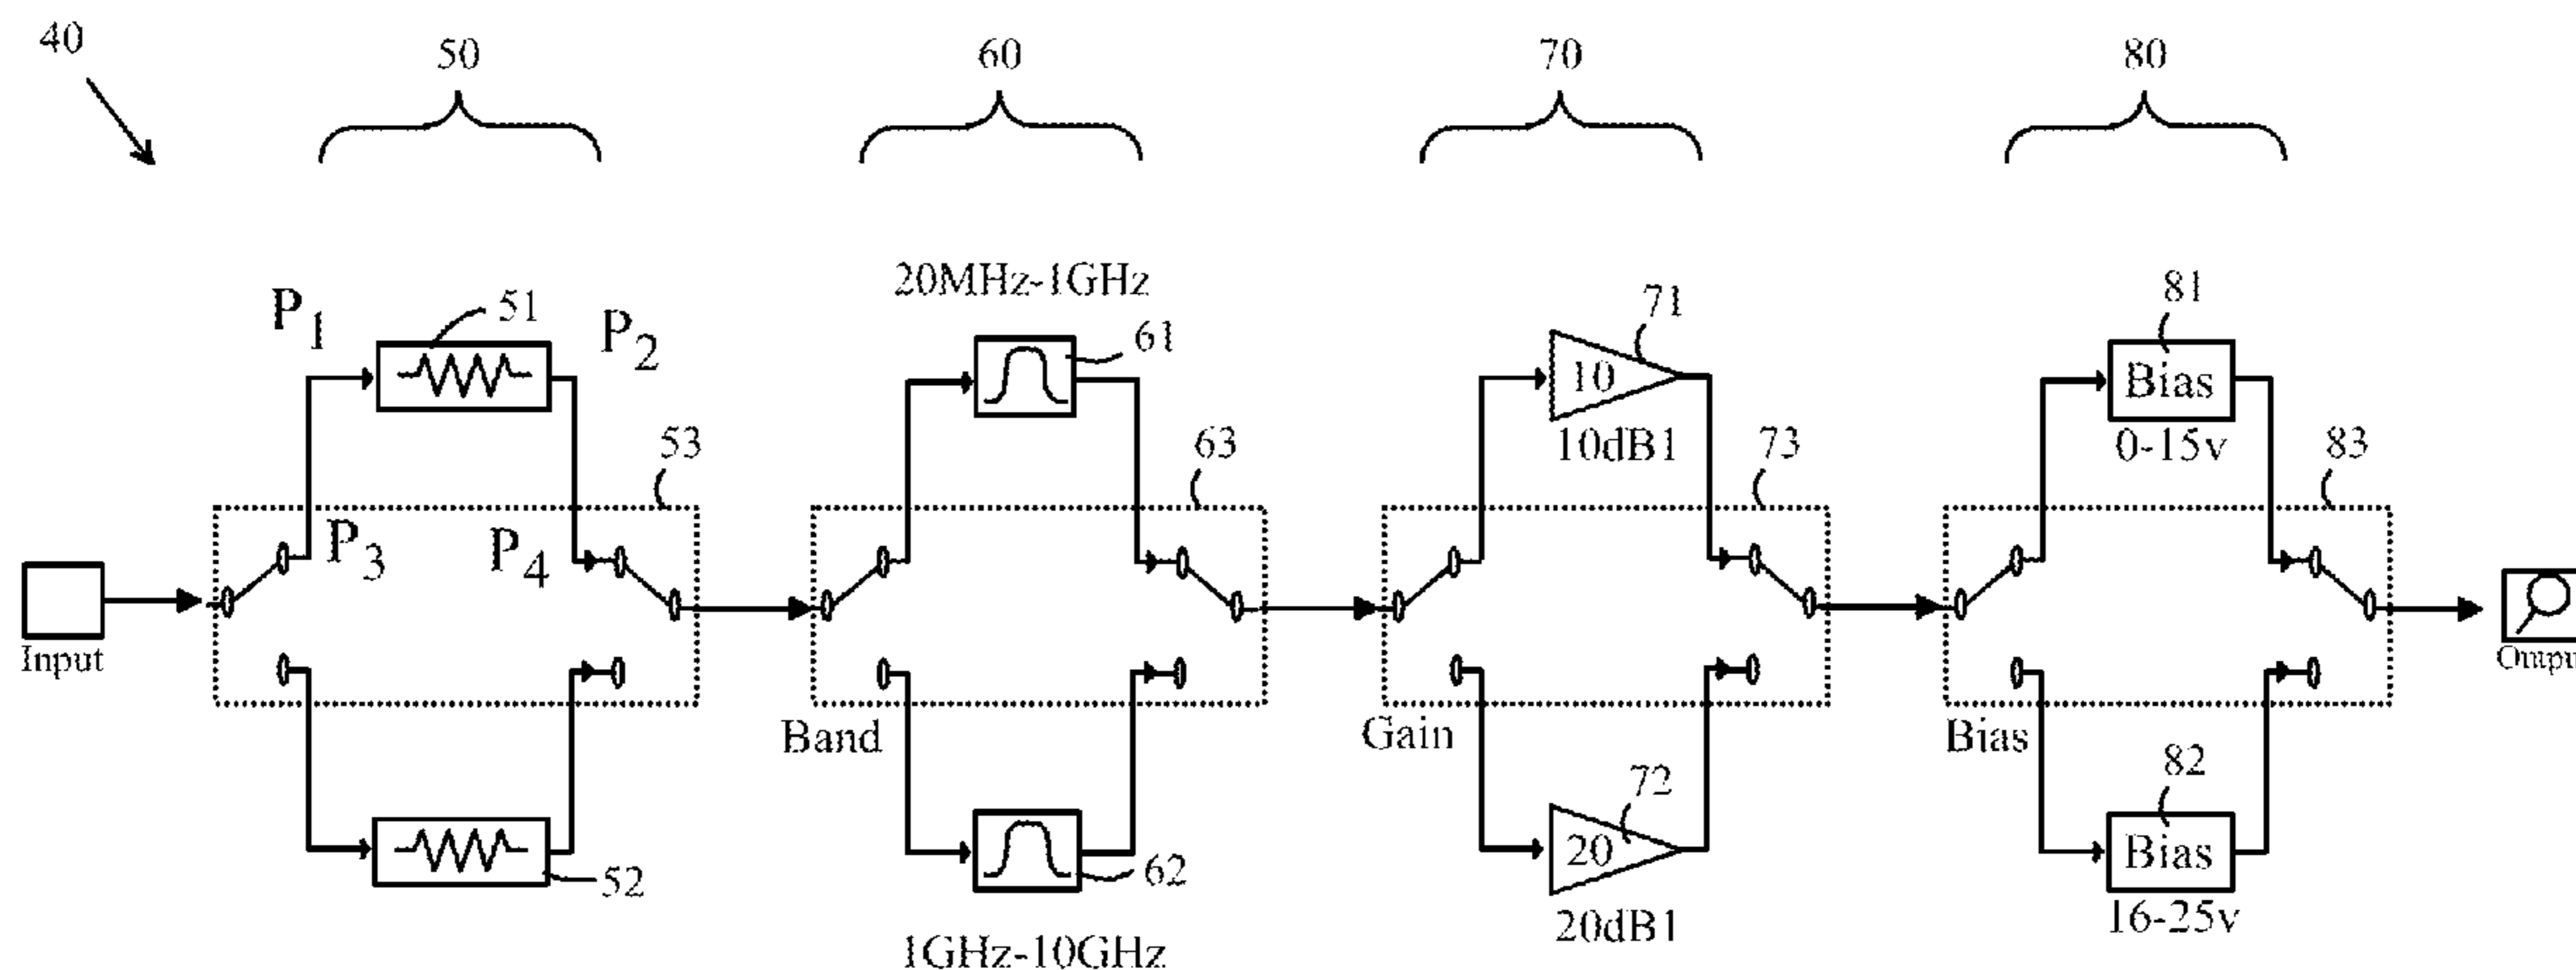 40
50
60
70
80
20MHz-1GHz
P1
51
P2
61
71
10
10dB1
81
Bias
0-15v
53
63
73
83
P3
P4
Input
Band
Gain
Bias
52
62
1GHz-10GHz
72
20
20dB1
82
Bias
16-25v